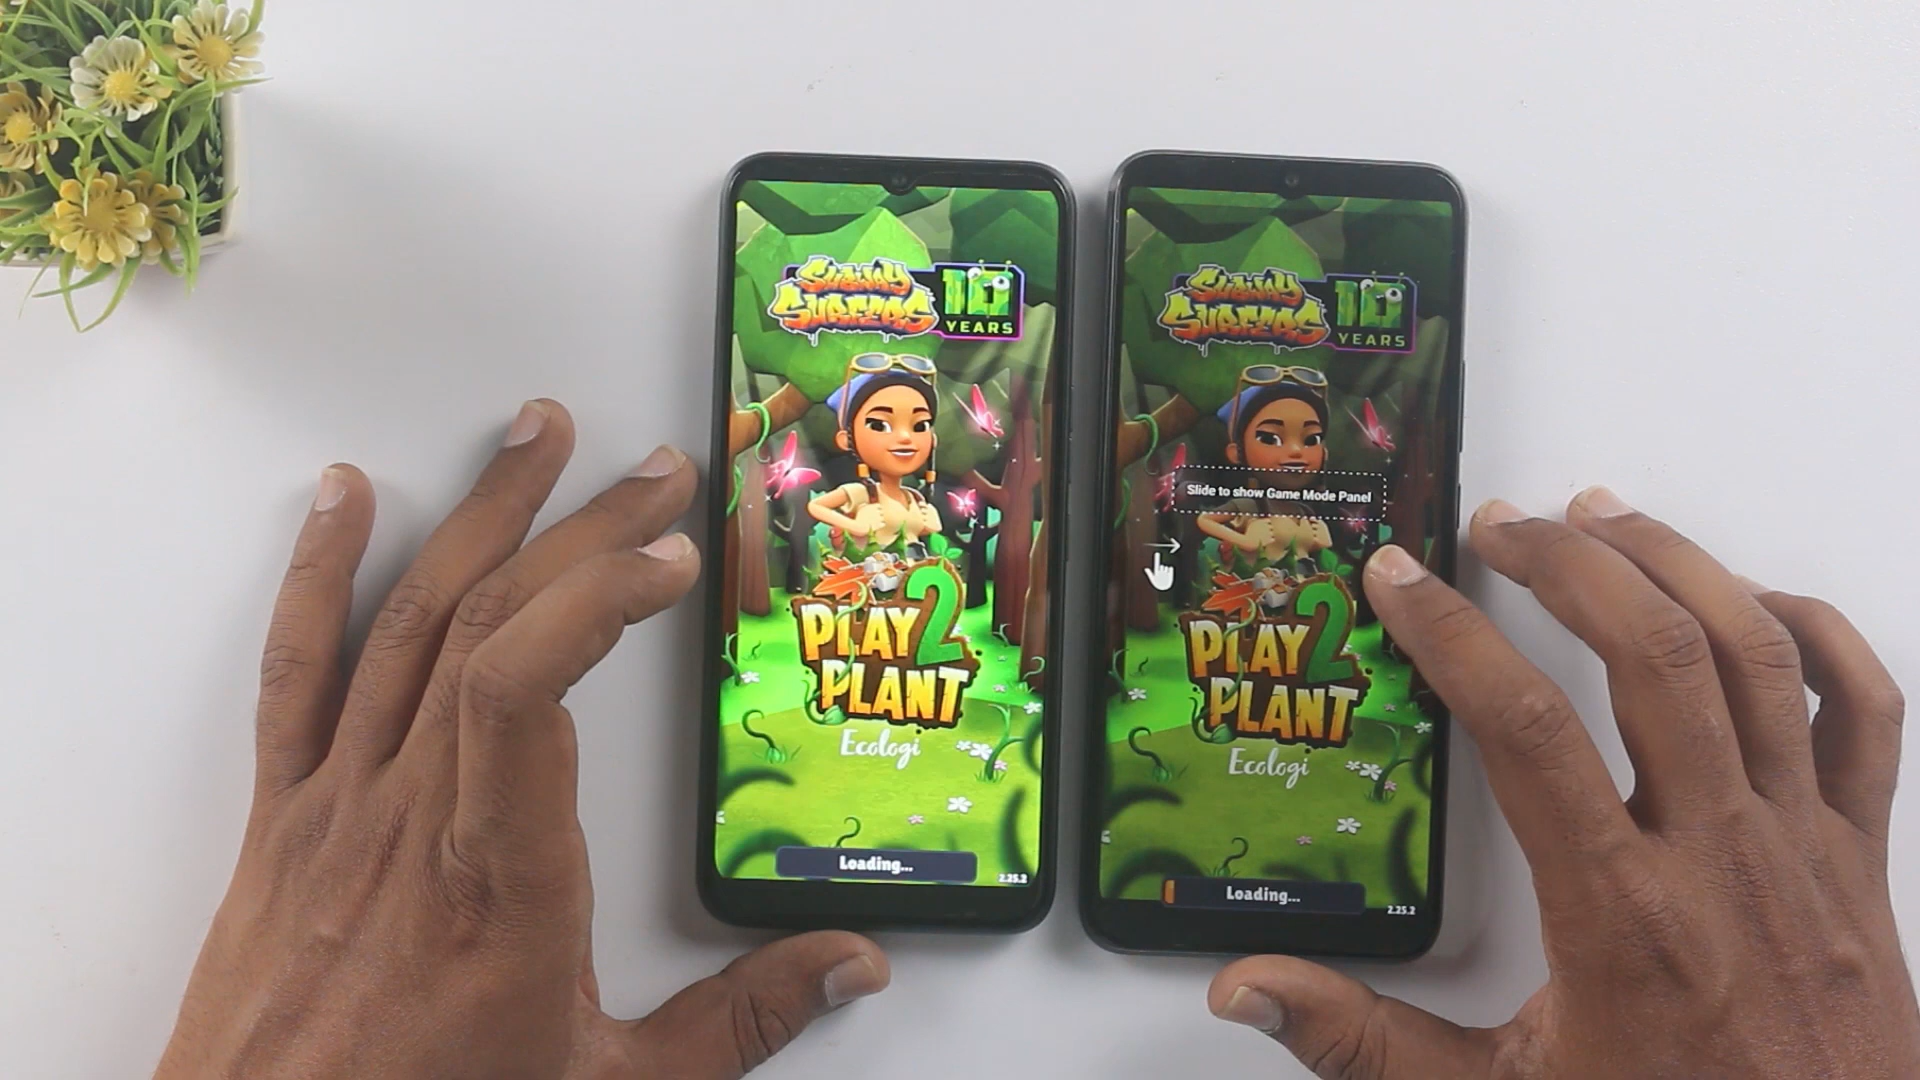 SUBWAY
SURFERS
10
YEARS
PLAY 2
PLANT
Ecologi
Loading...
2.25.2
SUBWAY
SURFERS
10
YEARS
Slide to show Game Mode Panel
PLAY 2
PLANT
Ecologi
Loading...
2.25.2